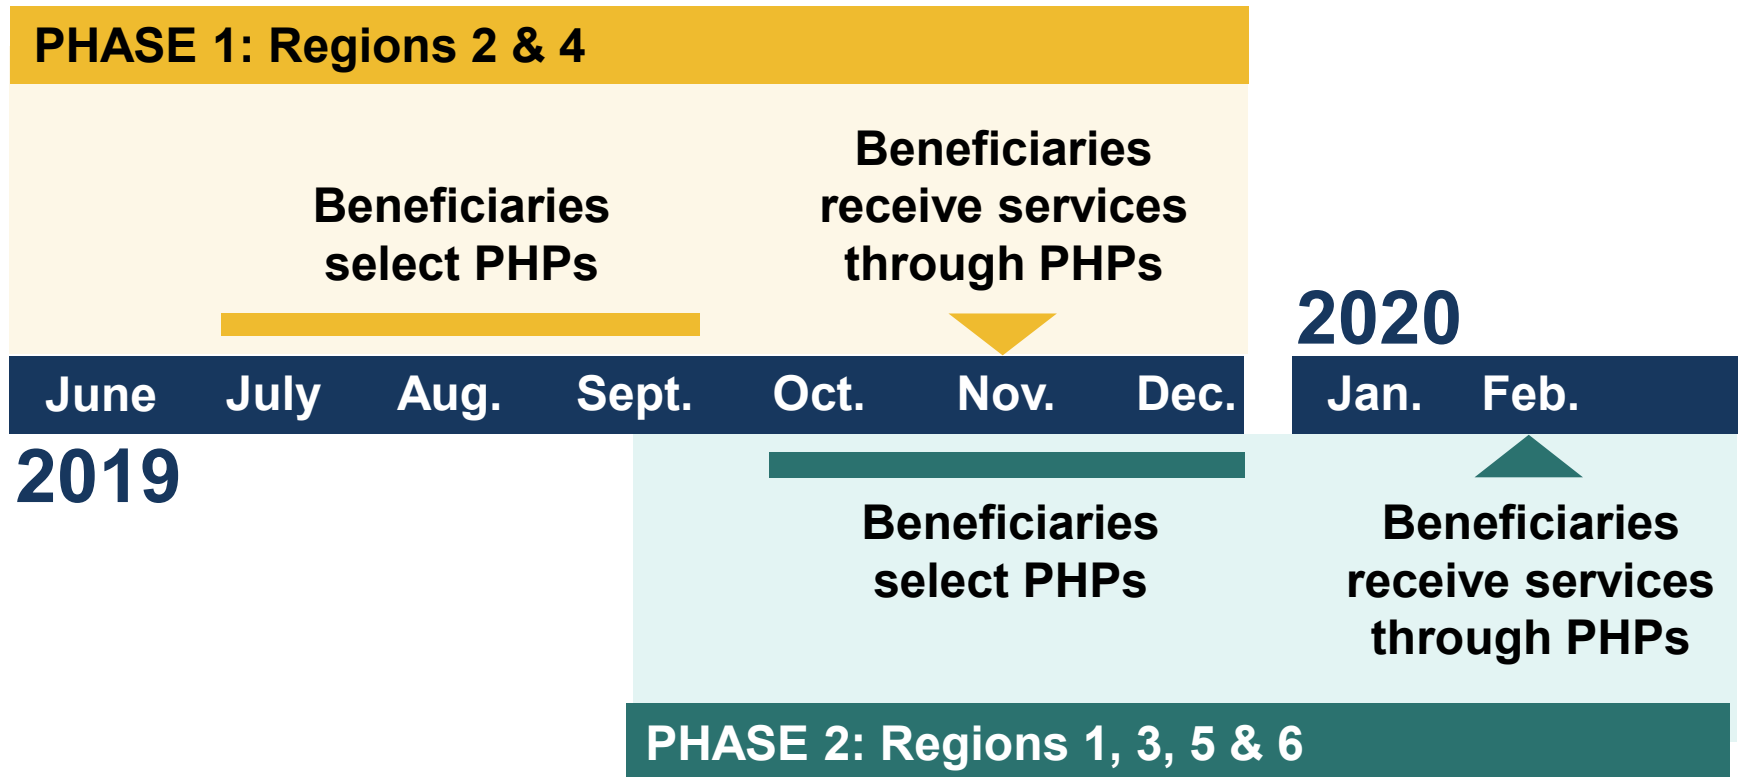 PHASE 1: Regions 2 & 4
Beneficiaries
select PHPs
Beneficiaries
receive services
through PHPs
2020
June July Aug. Sept. Oct. Nov. Dec. Jan. Feb.
2019
Beneficiaries
select PHPs
Beneficiaries
receive services
through PHPs
PHASE 2: Regions 1, 3, 5 & 6